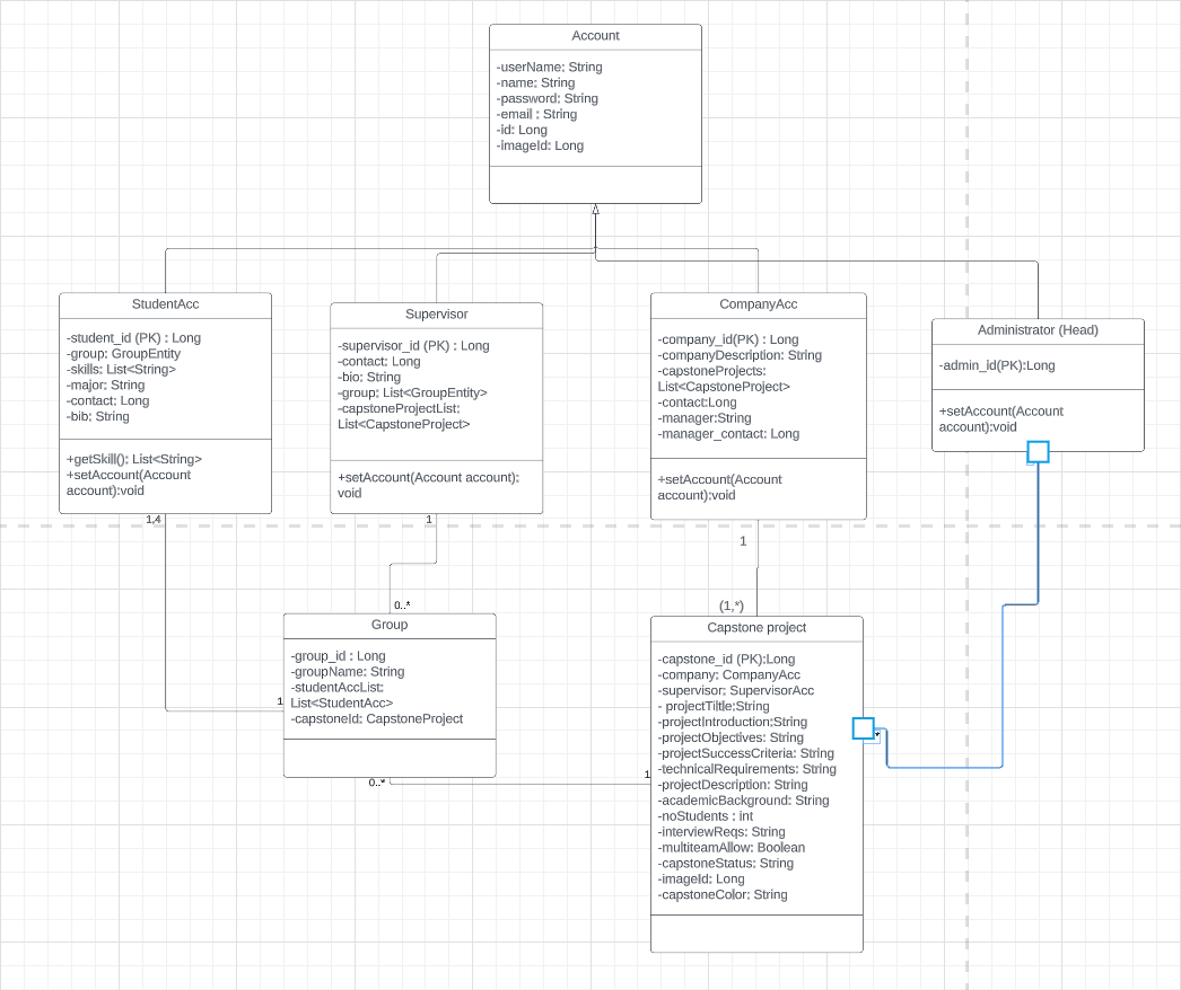 Account
-userName: String
-name: String
-password: String
-email : String
-id: Long
-imageId: Long
StudentAcc
-student_id (PK) : Long
-group: GroupEntity
-skills: List<String>
-major: String
-contact: Long
-bib: String
+getSkill(): List<String>
+setAccount(Account
account):void
1,4
Supervisor
-supervisor_id (PK) : Long
-contact: Long
-bio: String
-group: List<GroupEntity>
-capstoneProjectList:
List<CapstoneProject>
+setAccount(Account account):
void
1
CompanyAcc
-company_id(PK) : Long
-companyDescription: String
-capstoneProjects:
List<CapstoneProject>
-contact:Long
-manager:String
-manager_contact: Long
+setAccount(Account
account):void
1
Administrator (Head)
-admin_id(PK):Long
+setAccount(Account
account):void
0..*
Group
-group_id : Long
-groupName: String
-studentAccList:
List<StudentAcc>
-capstoneId: CapstoneProject
1
0..*
1
(1,*)
Capstone project
-capstone_id (PK):Long
-company: CompanyAcc
-supervisor: SupervisorAcc
- projectTiltle:String
-projectIntroduction:String
-projectObjectives: String
-projectSuccessCriteria: String
-technicalRequirements: String
-projectDescription: String
-academicBackground: String
-noStudents : int
-interviewReqs: String
-multiteamAllow: Boolean
-capstoneStatus: String
-imageId: Long
-capstoneColor: String